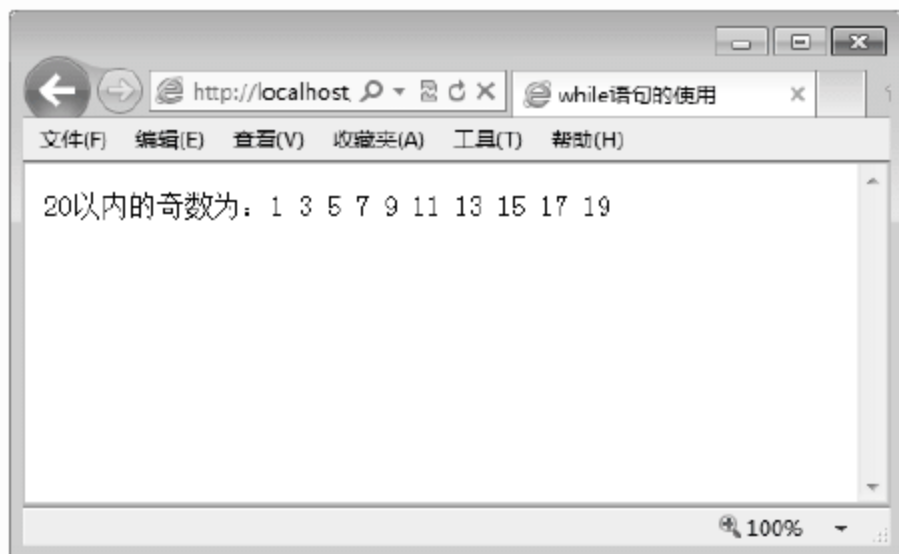 http://localhost
while语句的使用
文件(F) 编辑(E) 查看(V) 收藏夹(A) 工具(T) 帮助(H)
20以内的奇数为：1 3 5 7 9 11 13 15 17 19
100%